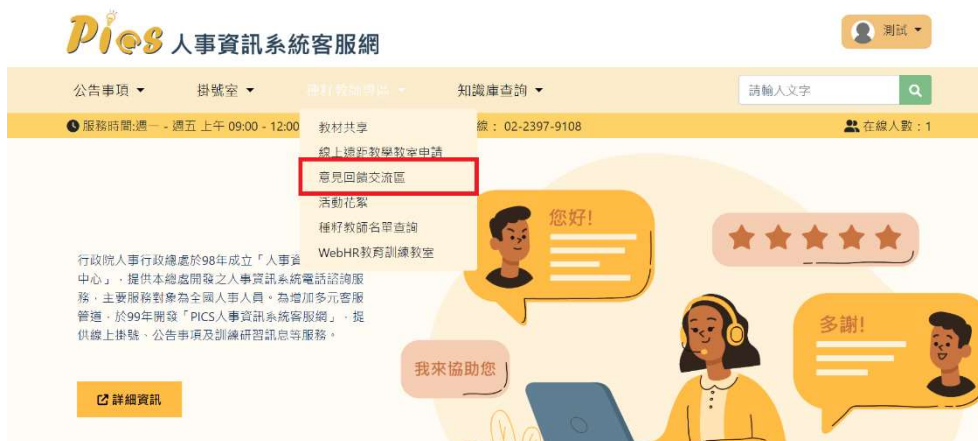 Pics 人事資訊系統客服網
測試
公告事項
掛號室
種籽教師專區
知識庫查詢
請輸入文字
服務時間:週一 - 週五 上午 09:00 - 12:00
線： 02-2397-9108
在線人數：1
教材共享
線上遠距教學教室申請
意見回饋交流區
活動花絮
種籽教師名單查詢
WebHR教育訓練教室
行政院人事行政總處於98年成立「人事資
中心」，提供本總處開發之人事資訊系統電話諮詢服
務，主要服務對象為全國人事人員。為增加多元客服
管道，於99年開發「PICS人事資訊系統客服網」，提
供線上掛號、公告事項及訓練研習訊息等服務。
詳細資訊
您好!
我來協助您
多謝!